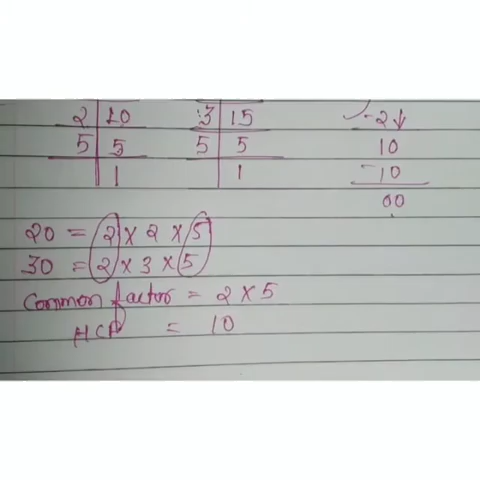 2 | 10
5 | 5
1
3 | 15
5 | 5
1
- 2↓
10
- 10
00
20 = 2 × 2 × 5
30 = 2 × 3 × 5
Common factor = 2 × 5
HCF = 10